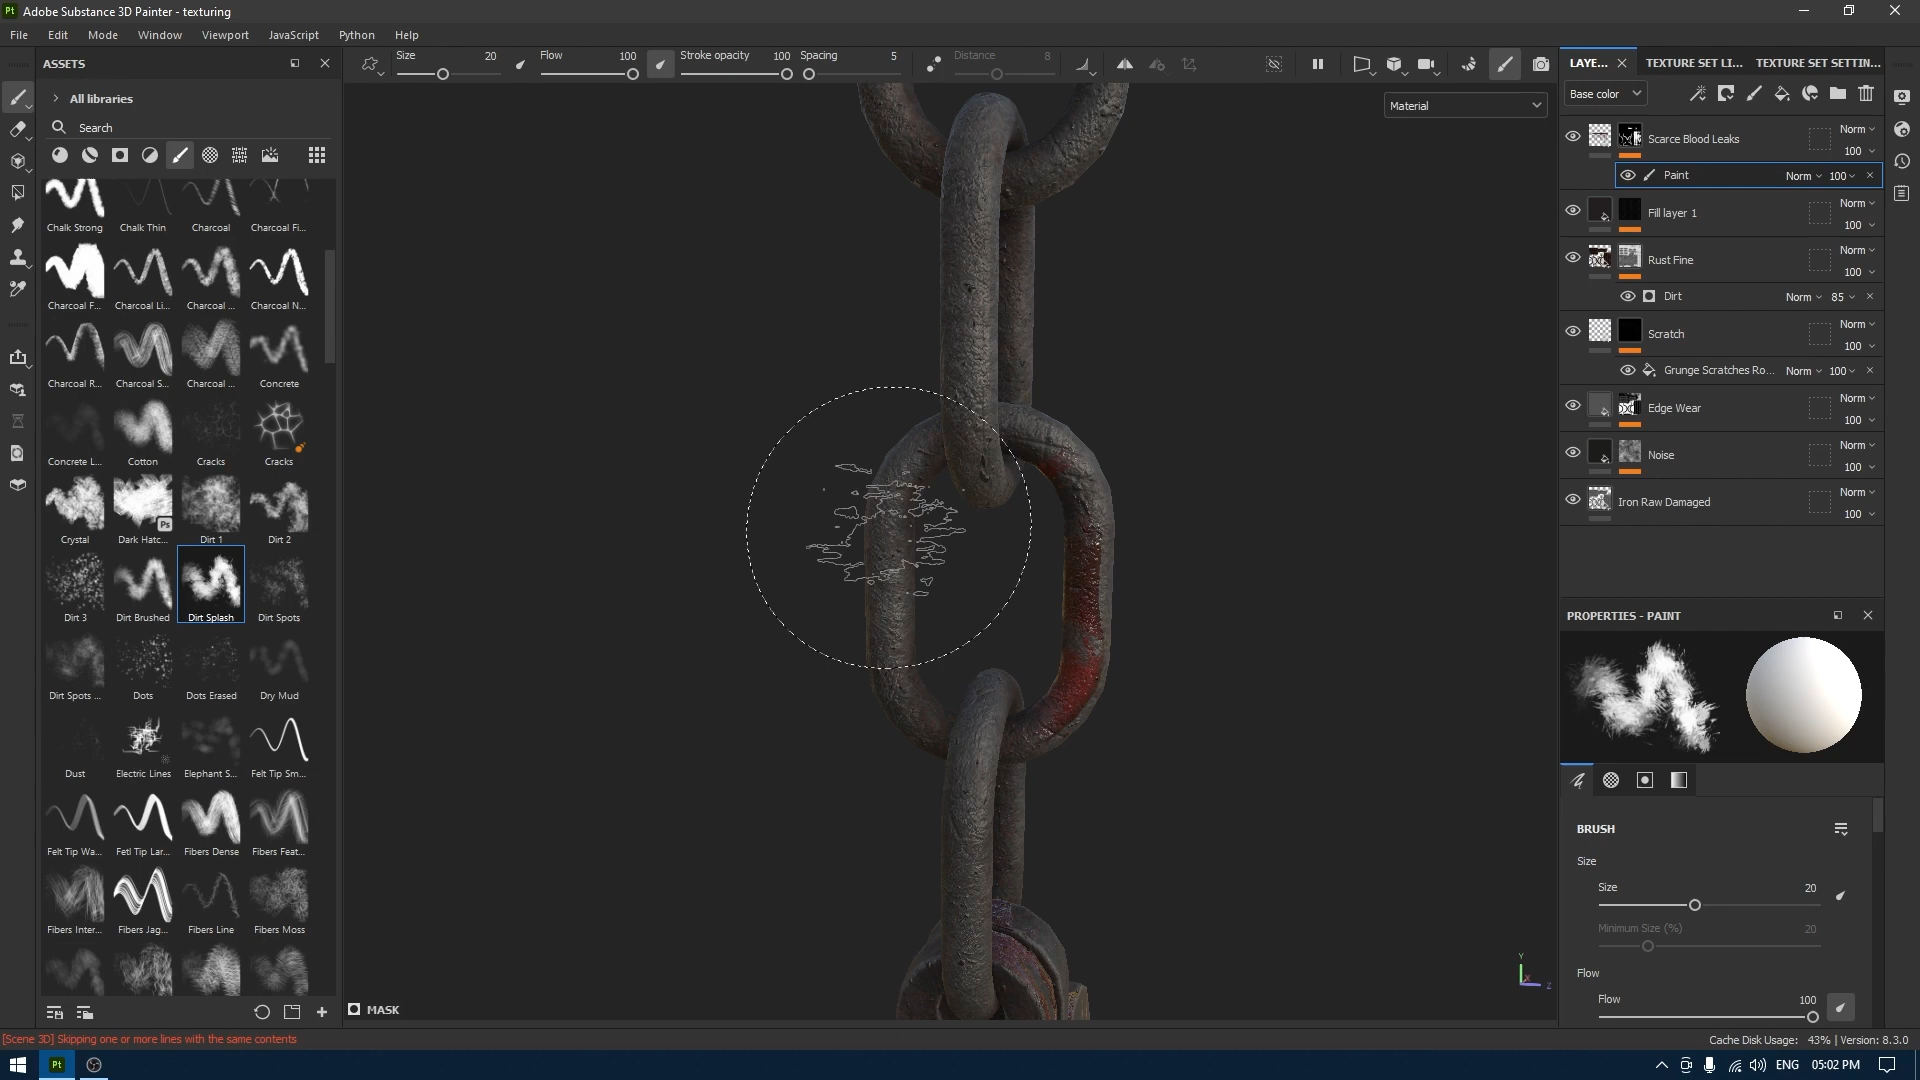 Pt Adobe Substance 3D Painter - texturing
File Edit Mode Window Viewport JavaScript Python Help
ASSETS
Size 20 Flow 100 Stroke opacity 100 Spacing 5 Distance 8
LAYE... TEXTURE SET LI... TEXTURE SET SETTIN...
All libraries
Search
Material
Base color
Chalk Strong Chalk Thin Charcoal Charcoal Fi...
Charcoal F... Charcoal Li... Charcoal ... Charcoal N...
Charcoal R... Charcoal S... Charcoal ... Concrete
Concrete L... Cotton Cracks Cracks
Ps
Crystal Dark Hatc... Dirt 1 Dirt 2
Dirt 3 Dirt Brushed Dirt Splash Dirt Spots
Dirt Spots ... Dots Dots Erased Dry Mud
Dust Electric Lines Elephant S... Felt Tip Sm...
Felt Tip Wa... Fetl Tip Lar... Fibers Dense Fibers Feat...
Fibers Inter... Fibers Jag... Fibers Line Fibers Moss
Scarce Blood Leaks Norm 100
Paint Norm 100
Fill layer 1 Norm 100
Rust Fine Norm 100
Dirt Norm 85
Scratch Norm 100
Grunge Scratches Ro... Norm 100
Edge Wear Norm 100
Noise Norm 100
Iron Raw Damaged Norm 100
PROPERTIES - PAINT
BRUSH
Size
Size 20
Minimum Size (%) 20
Flow
Flow 100
Y
X
Z
MASK
[Scene 3D] Skipping one or more lines with the same contents
Cache Disk Usage: 43% | Version: 8.3.0
Pt
ENG 05:02 PM